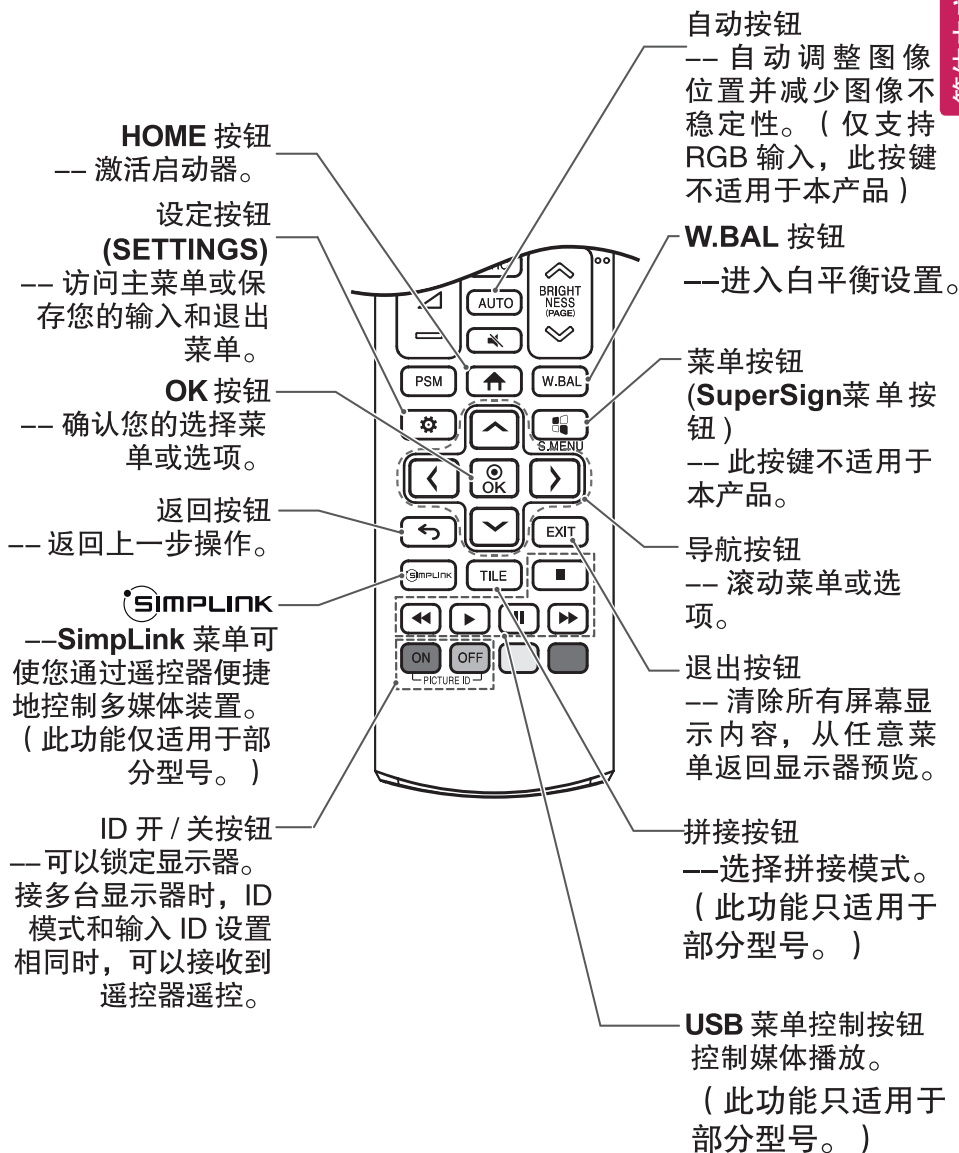 自动按钮
–– 自动调整图像
位置并减少图像不
稳定性。（仅支持
RGB 输入，此按键
不适用于本产品）
HOME 按钮
–– 激活启动器。
设定按钮
(SETTINGS)
–– 访问主菜单或保
存您的输入和退出
菜单。
OK 按钮
–– 确认您的选择菜
单或选项。
返回按钮
–– 返回上一步操作。
SIMPLINK
––SimpLink 菜单可
使您通过遥控器便捷
地控制多媒体装置。
（此功能仅适用于部
分型号。）
ID 开 / 关按钮
––可以锁定显示器。
接多台显示器时，ID
模式和输入 ID 设置
相同时，可以接收到
遥控器遥控。
AUTO
BRIGHT
NESS
(PAGE)
PSM
W.BAL
S.MENU
OK
EXIT
SIMPLINK
TILE
ON
OFF
PICTURE ID
W.BAL 按钮
––进入白平衡设置。
菜单按钮
(SuperSign菜单按
钮）
–– 此按键不适用于
本产品。
导航按钮
–– 滚动菜单或选
项。
退出按钮
–– 清除所有屏幕显
示内容，从任意菜
单返回显示器预览。
拼接按钮
––选择拼接模式。
（此功能只适用于
部分型号。）
USB 菜单控制按钮
控制媒体播放。
（此功能只适用于
部分型号。）